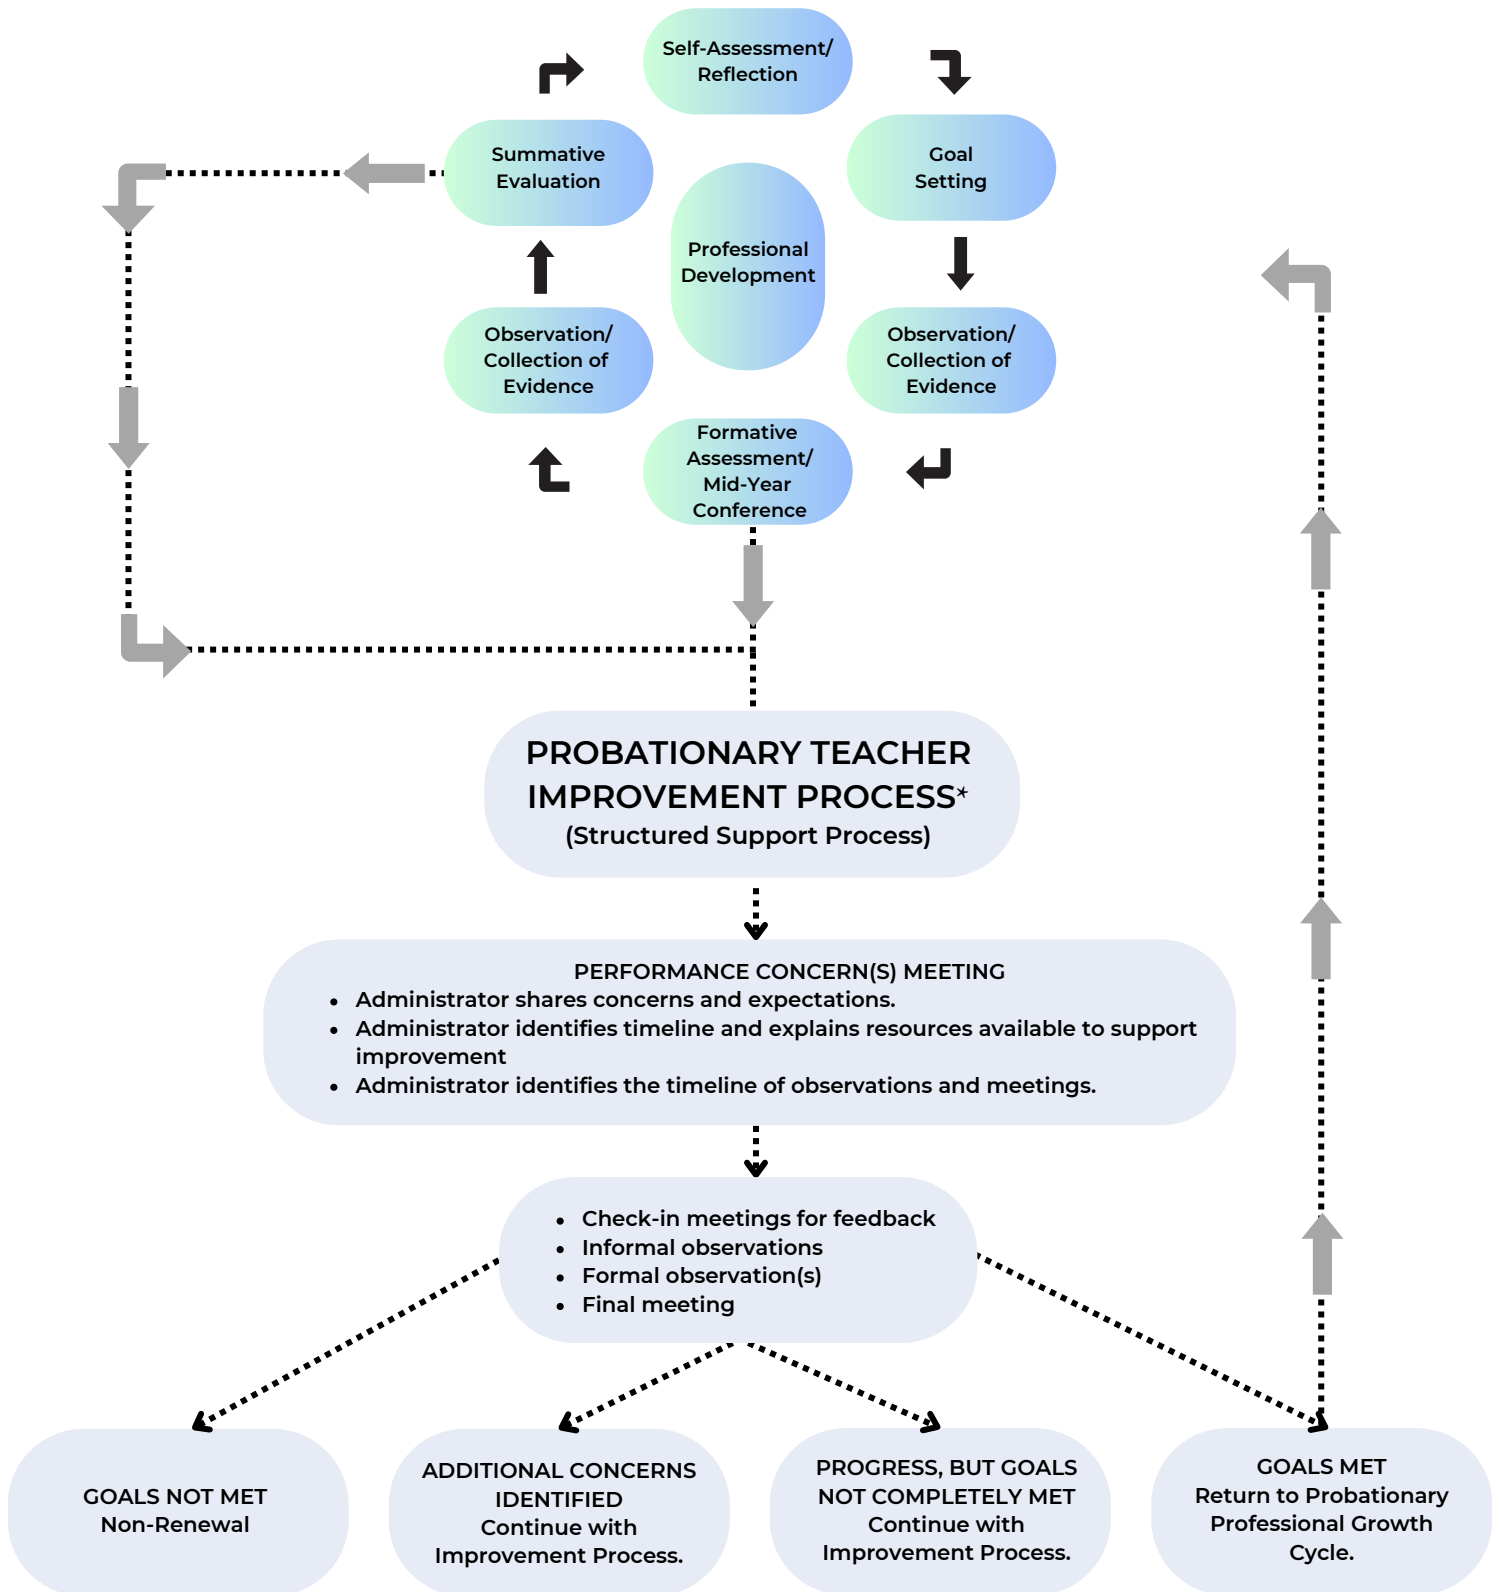 Self-Assessment/
Reflection
Summative
Evaluation
Goal
Setting
Professional
Development
Observation/
Collection of
Evidence
Observation/
Collection of
Evidence
Formative
Assessment/
Mid-Year
Conference
PROBATIONARY TEACHER
IMPROVEMENT PROCESS*
(Structured Support Process)
PERFORMANCE CONCERN(S) MEETING
• Administrator shares concerns and expectations.
• Administrator identifies timeline and explains resources available to support
improvement
• Administrator identifies the timeline of observations and meetings.
• Check-in meetings for feedback
• Informal observations
• Formal observation(s)
• Final meeting
GOALS NOT MET
Non-Renewal
ADDITIONAL CONCERNS
IDENTIFIED
Continue with
Improvement Process.
PROGRESS, BUT GOALS
NOT COMPLETELY MET
Continue with
Improvement Process.
GOALS MET
Return to Probationary
Professional Growth
Cycle.